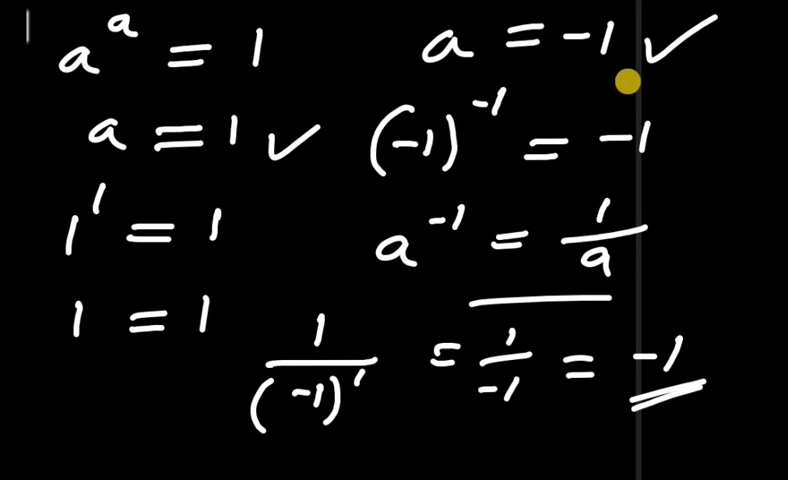 a^a = 1
a = 1 ✓
1^1 = 1
1 = 1
a = -1 ✓
(-1)^-1 = -1
a^-1 = 1/a
1/(-1)^1 = 1/-1 = -1